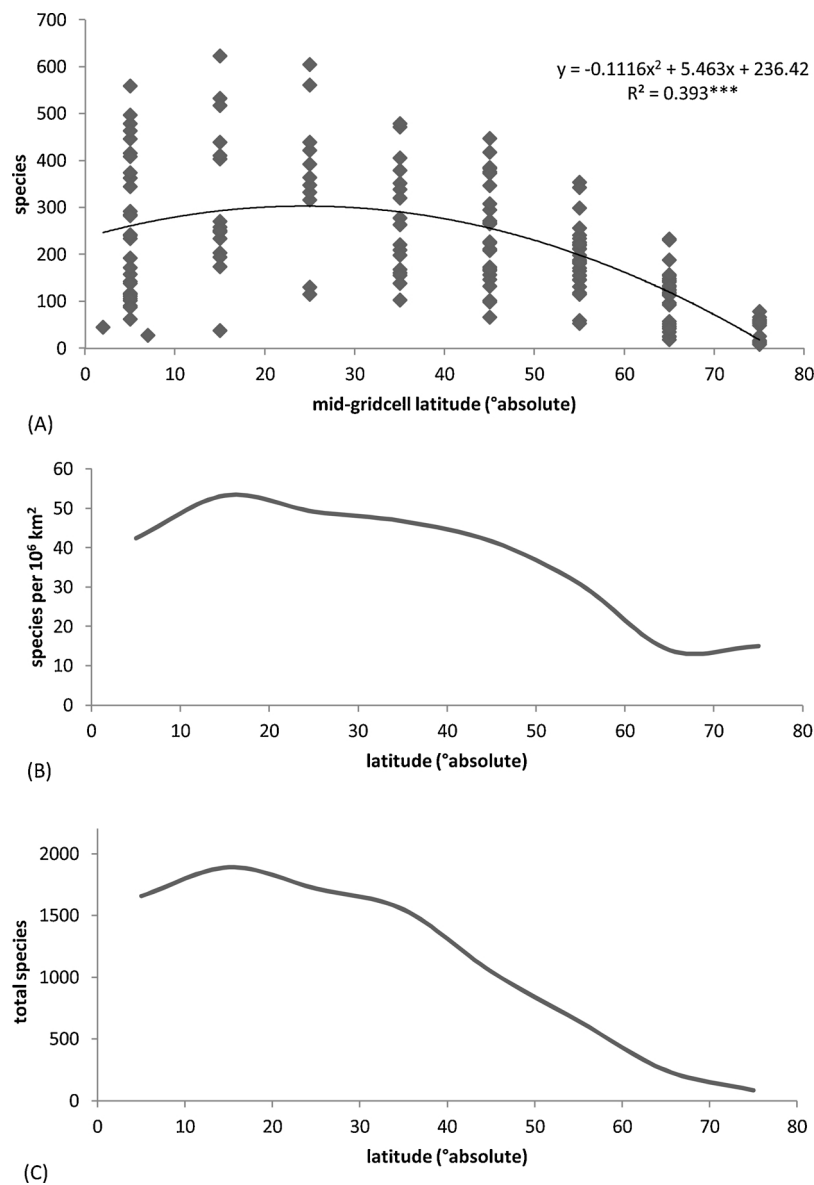 700
600
500
400
300
200
100
0
species
y = -0.1116x² + 5.463x + 236.42
R² = 0.393***
0 10 20 30 40 50 60 70 80
mid-gridcell latitude (°absolute)
(A)
60
50
40
30
20
10
0
species per 10⁶ km²
0 10 20 30 40 50 60 70 80
latitude (°absolute)
(B)
2000
1500
1000
500
0
total species
0 10 20 30 40 50 60 70 80
latitude (°absolute)
(C)